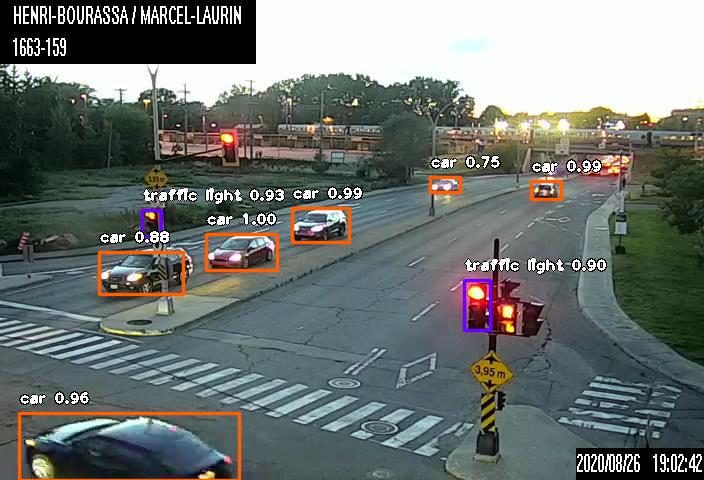 HENRI-BOURASSA / MARCEL-LAURIN
1663-159
car 0.75
car 0.99
traffic light 0.93
car 0.99
car 1.00
car 0.88
traffic light 0.90
3,95 m
car 0.96
2020/08/26 19:02:42